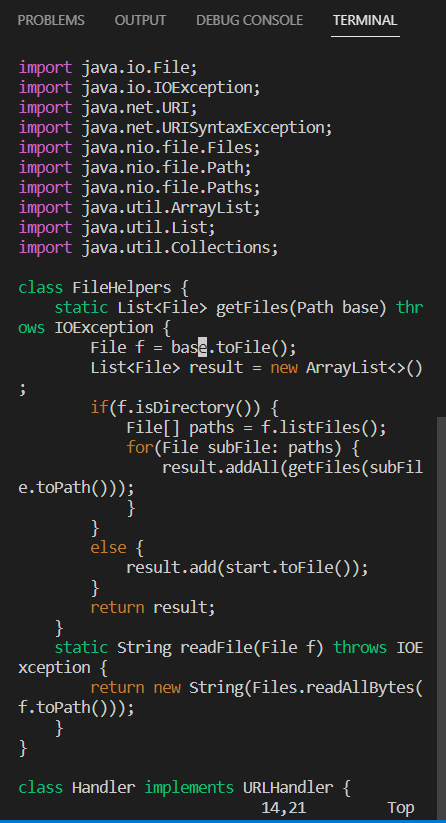 PROBLEMS OUTPUT DEBUG CONSOLE TERMINAL
import java.io.File;
import java.io.IOException;
import java.net.URI;
import java.net.URISyntaxException;
import java.nio.file.Files;
import java.nio.file.Path;
import java.nio.file.Paths;
import java.util.ArrayList;
import java.util.List;
import java.util.Collections;
class FileHelpers {
    static List<File> getFiles(Path base) thr
ows IOException {
        File f = base.toFile();
        List<File> result = new ArrayList<>()
;
        if(f.isDirectory()) {
            File[] paths = f.listFiles();
            for(File subFile: paths) {
                result.addAll(getFiles(subFil
e.toPath()));
            }
        }
        else {
            result.add(start.toFile());
        }
        return result;
    }
    static String readFile(File f) throws IOE
xception {
        return new String(Files.readAllBytes(
f.toPath()));
    }
}
class Handler implements URLHandler {
14,21 Top